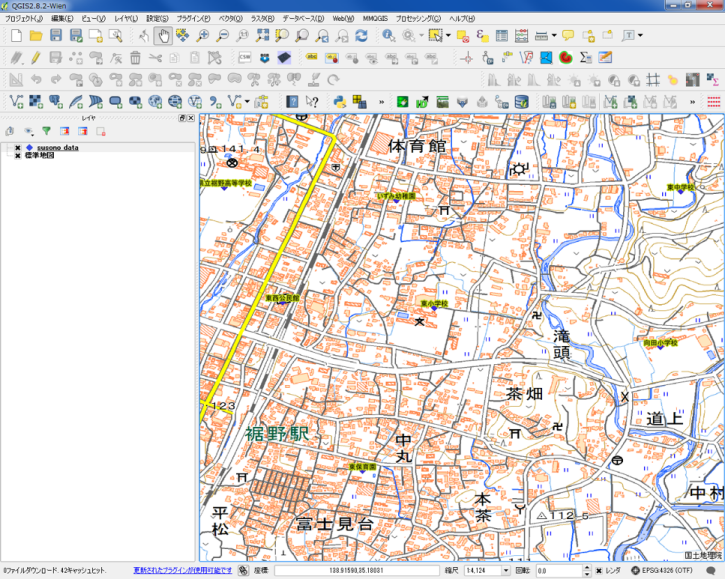 QGIS2.8.2-Wien
プロジェクト(J) 編集(E) ビュー(V) レイヤ(L) 設定(S) プラグイン(P) ベクタ(O) ラスタ(R) データベース(D) Web(W) MMQGIS プロセッシング(C) ヘルプ(H)
レイヤ
susono_data
標準地図
141.4
体育館
県立裾野高等学校
いずみ幼稚園
東中学校
東西公民館
東小学校
滝頭
向田小学校
茶畑
123
道上
裾野駅
中丸
東保育園
中村
本茶
平松
富士見台
112.5
国土地理院
0ファイルダウンロード. 42キャッシュヒット. 更新されたプラグインが使用可能です 座標 138.91590,35.18031 縮尺 14,124 回転 0.0 レンダ EPSG:4326 (OTF)